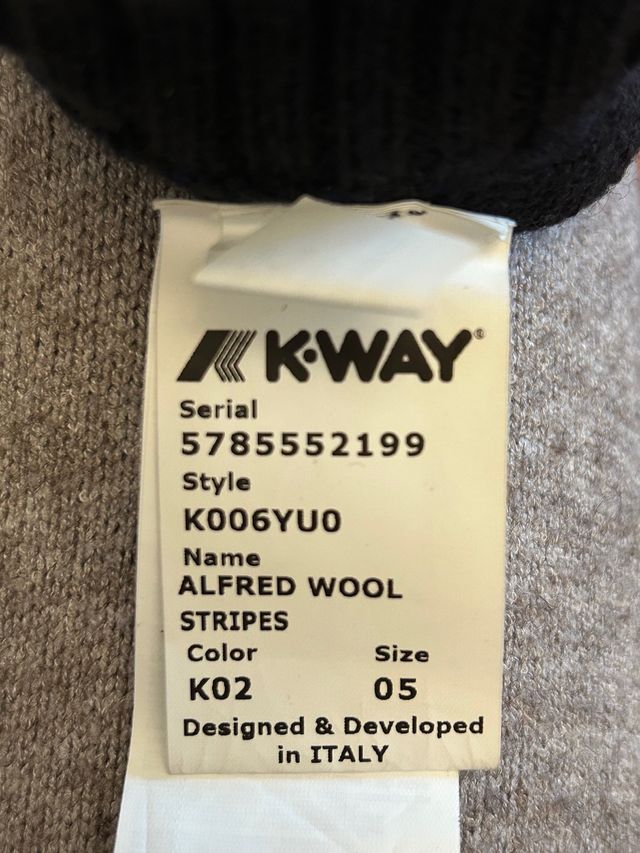 K·WAY®
Serial
5785552199
Style
K006YU0
Name
ALFRED WOOL
STRIPES
Color Size
K02 05
Designed & Developed
in ITALY